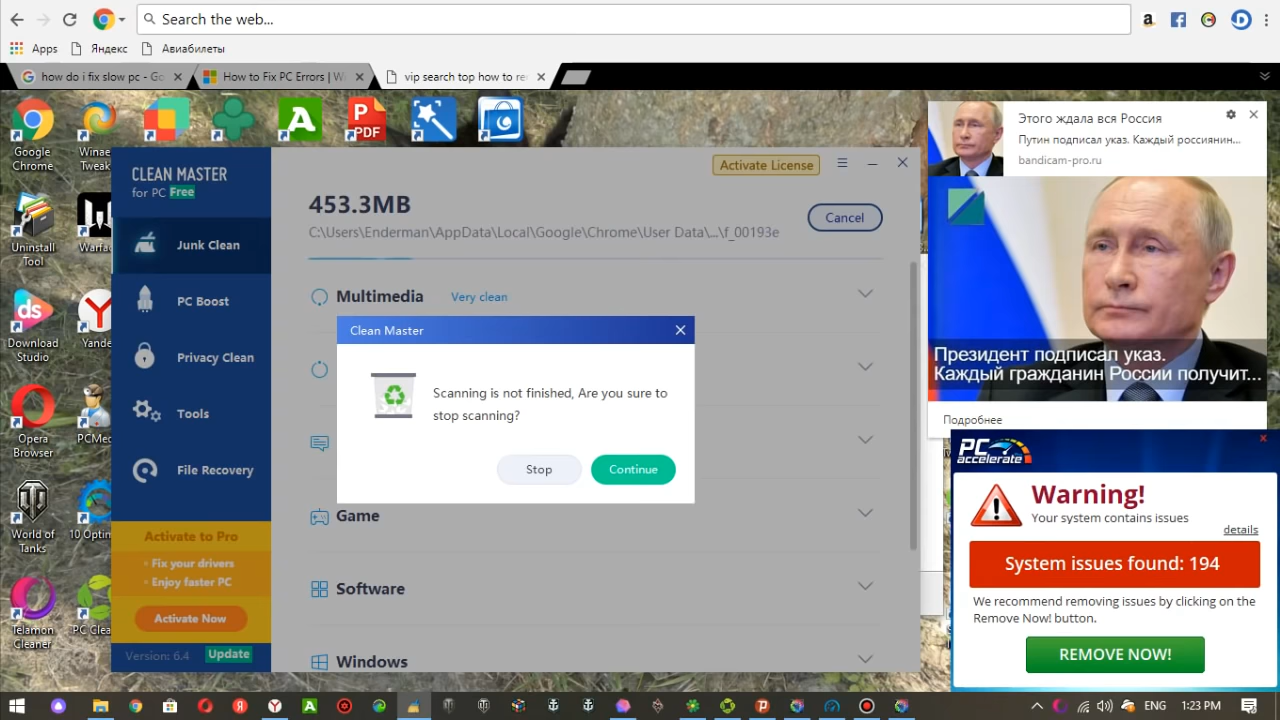 Search the web...
Apps
Яндекс
Авиабилеты
how do i fix slow pc - Go
How to Fix PC Errors | Wi
vip search top how to re
Google
Chrome
Winae
Tweak
PDF
Uninstall
Tool
Warfa
ds
Download
Studio
Yande
Opera
Browser
PCMed
World of
Tanks
10 Optim
Telamon
Cleaner
PC Clea
CLEAN MASTER
for PC Free
Junk Clean
PC Boost
Privacy Clean
Tools
File Recovery
Activate to Pro
• Fix your drivers
• Enjoy faster PC
Activate Now
Version: 6.4
Update
Activate License
453.3MB
Cancel
C:\Users\Enderman\AppData\Local\Google\Chrome\User Data\...\f_00193e
Multimedia
Very clean
Clean Master
Scanning is not finished, Are you sure to
stop scanning?
Stop
Continue
Game
Software
Windows
Этого ждала вся Россия
Путин подписал указ. Каждый россиянин...
bandicam-pro.ru
Президент подписал указ.
Каждый гражданин России получит...
Подробнее
PC
accelerate
Warning!
Your system contains issues
details
System issues found: 194
We recommend removing issues by clicking on the
Remove Now! button.
REMOVE NOW!
ENG
1:23 PM